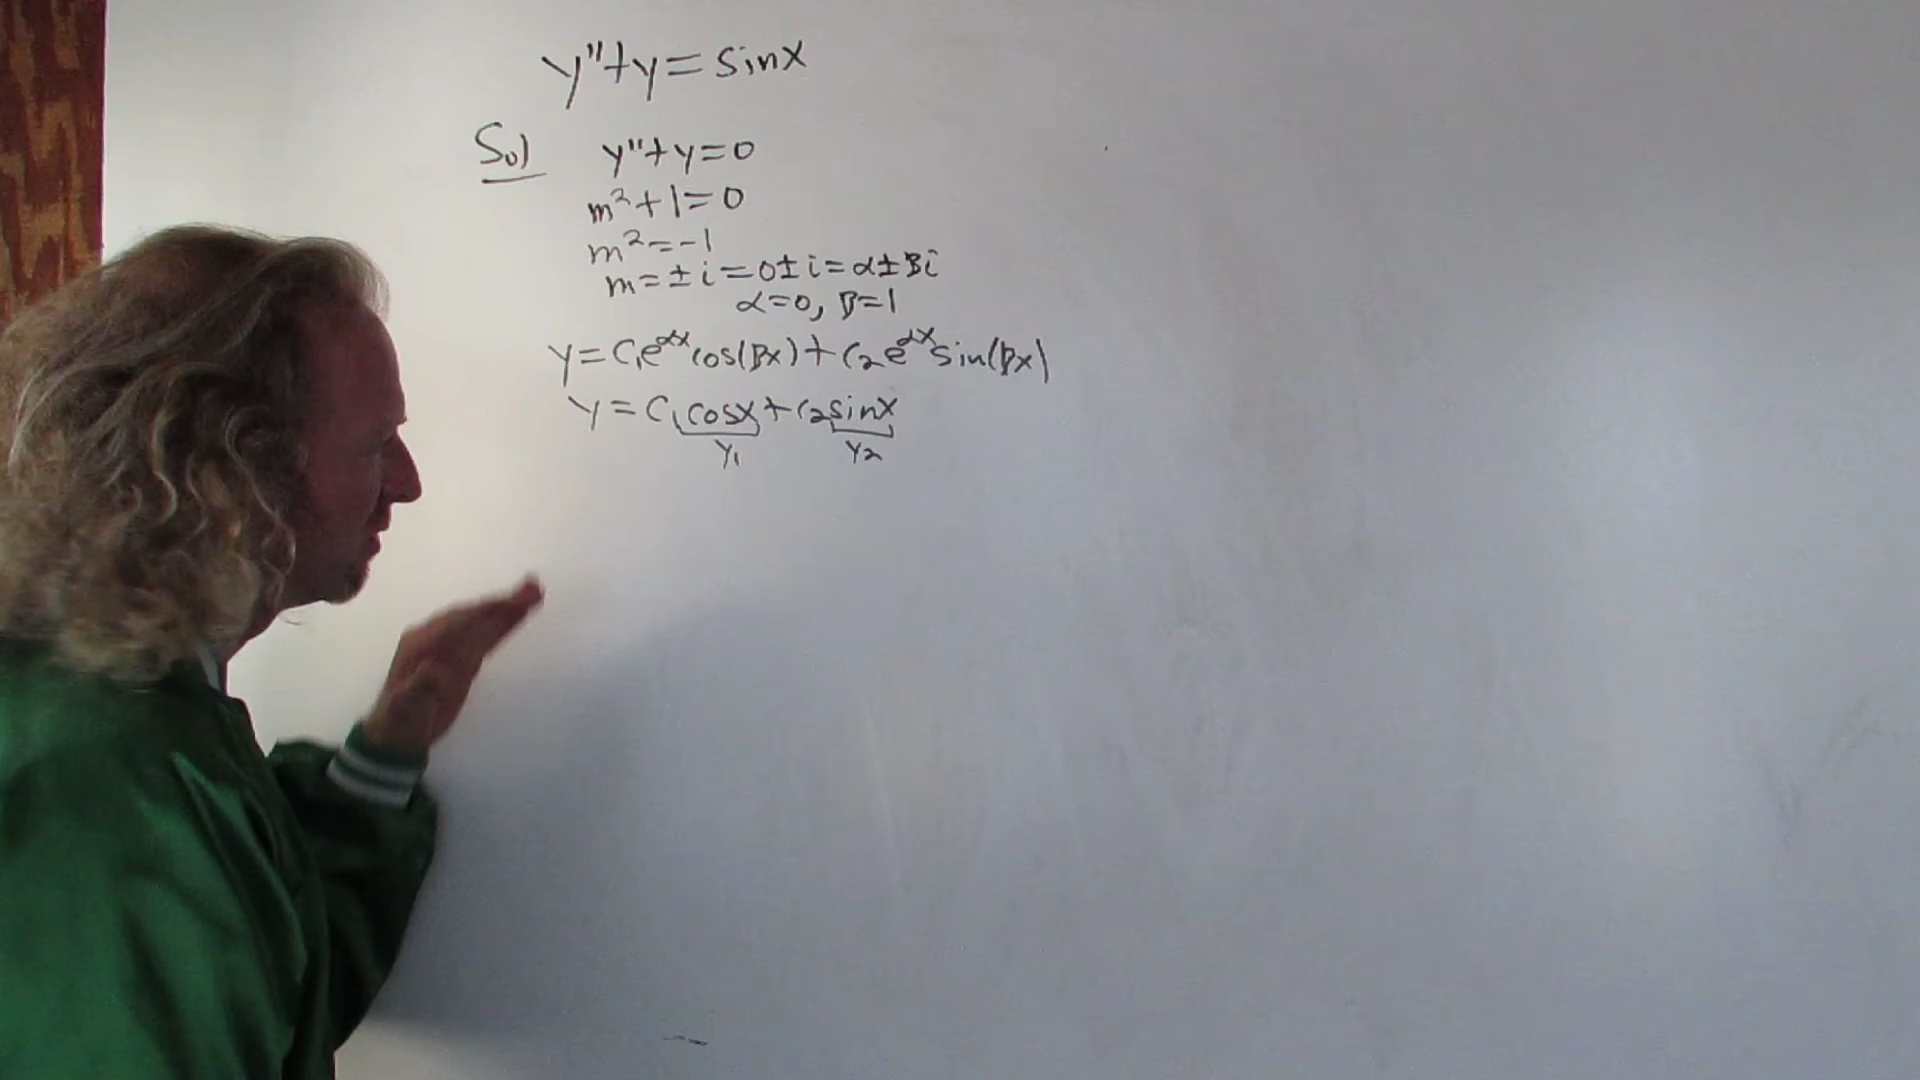 y''+y=sinx
Sol y''+y=0
m²+1=0
m²=-1
m=±i=0±i=α±βi
α=0, β=1
y=c₁e^αx cos(βx)+c₂e^αx sin(βx)
y=c₁cosx+c₂sinx
y₁ y₂